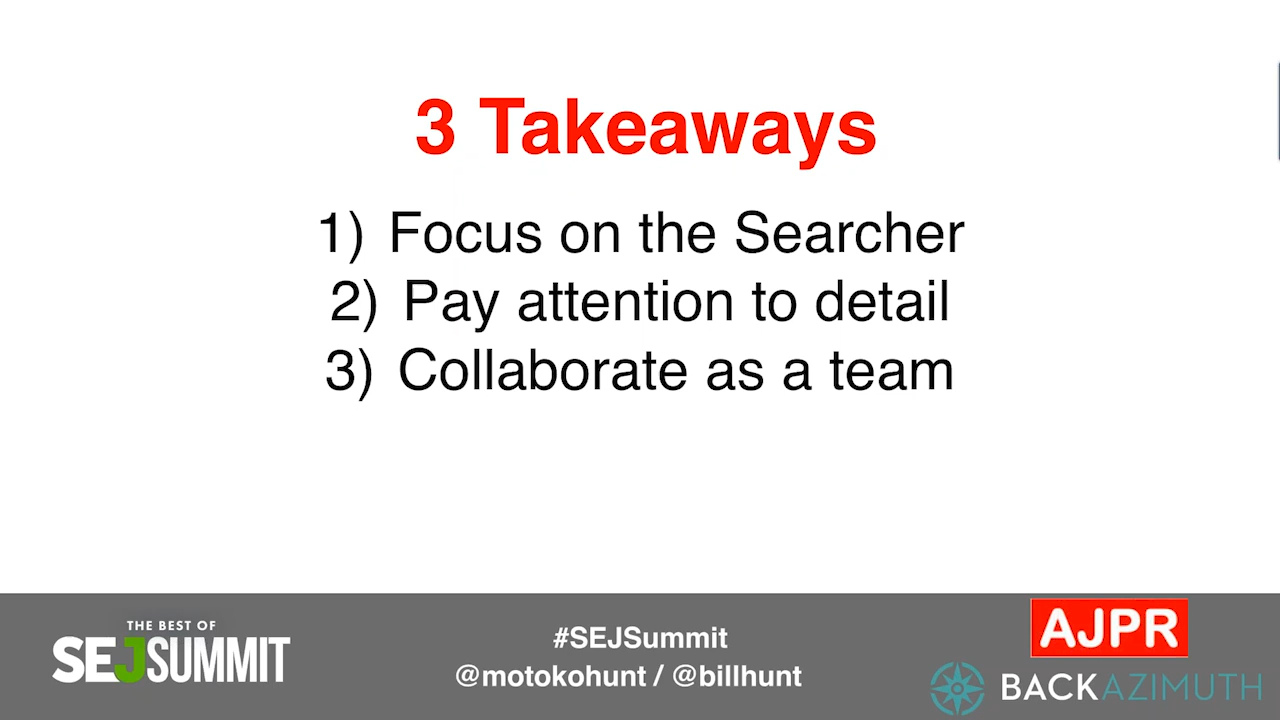 3 Takeaways
1) Focus on the Searcher
2) Pay attention to detail
3) Collaborate as a team
THE BEST OF
SEJSUMMIT
#SEJSummit
@motokohunt / @billhunt
AJPR
BACKAZIMUTH